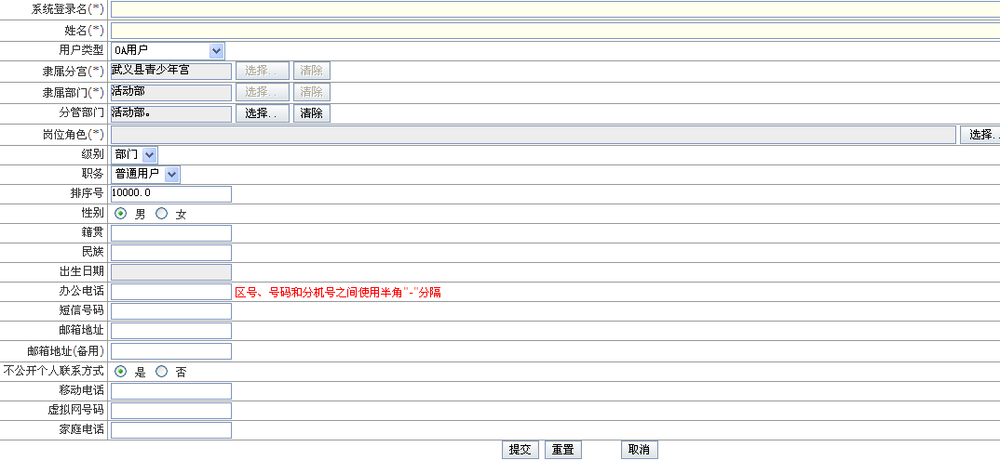 系统登录名(*)
姓名(*)
用户类型 OA用户
隶属分宫(*) 武义县青少年宫 选择.. 清除
隶属部门(*) 活动部 选择.. 清除
分管部门 活动部。 选择.. 清除
岗位角色(*) 选择..
级别 部门
职务 普通用户
排序号 10000.0
性别 男 女
籍贯
民族
出生日期
办公电话 区号、号码和分机号之间使用半角"-"分隔
短信号码
邮箱地址
邮箱地址(备用)
不公开个人联系方式 是 否
移动电话
虚拟网号码
家庭电话
提交 重置 取消